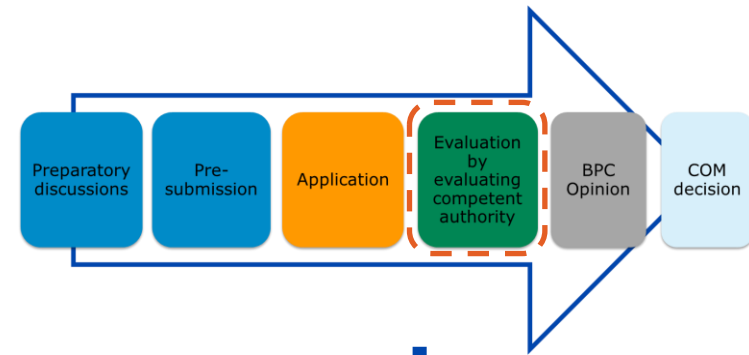 Preparatory
discussions
Pre-
submission
Application
Evaluation
by
evaluating
competent
authority
BPC
Opinion
COM
decision